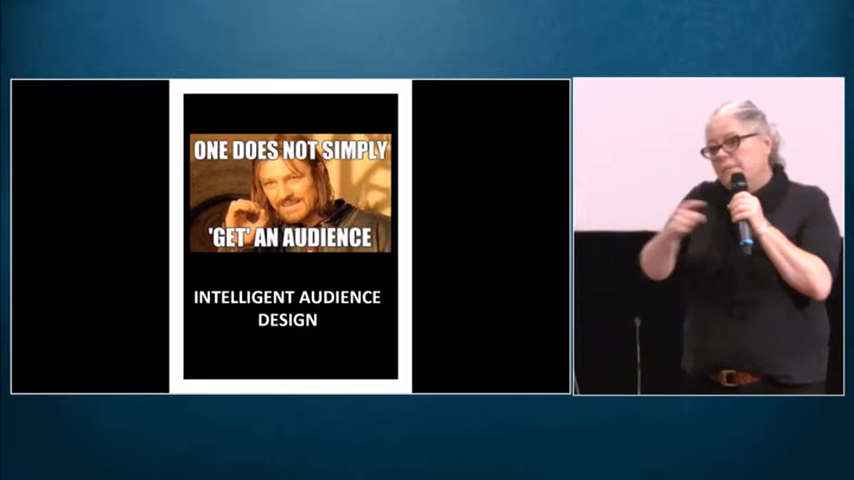 ONE DOES NOT SIMPLY
'GET' AN AUDIENCE
INTELLIGENT AUDIENCE
DESIGN